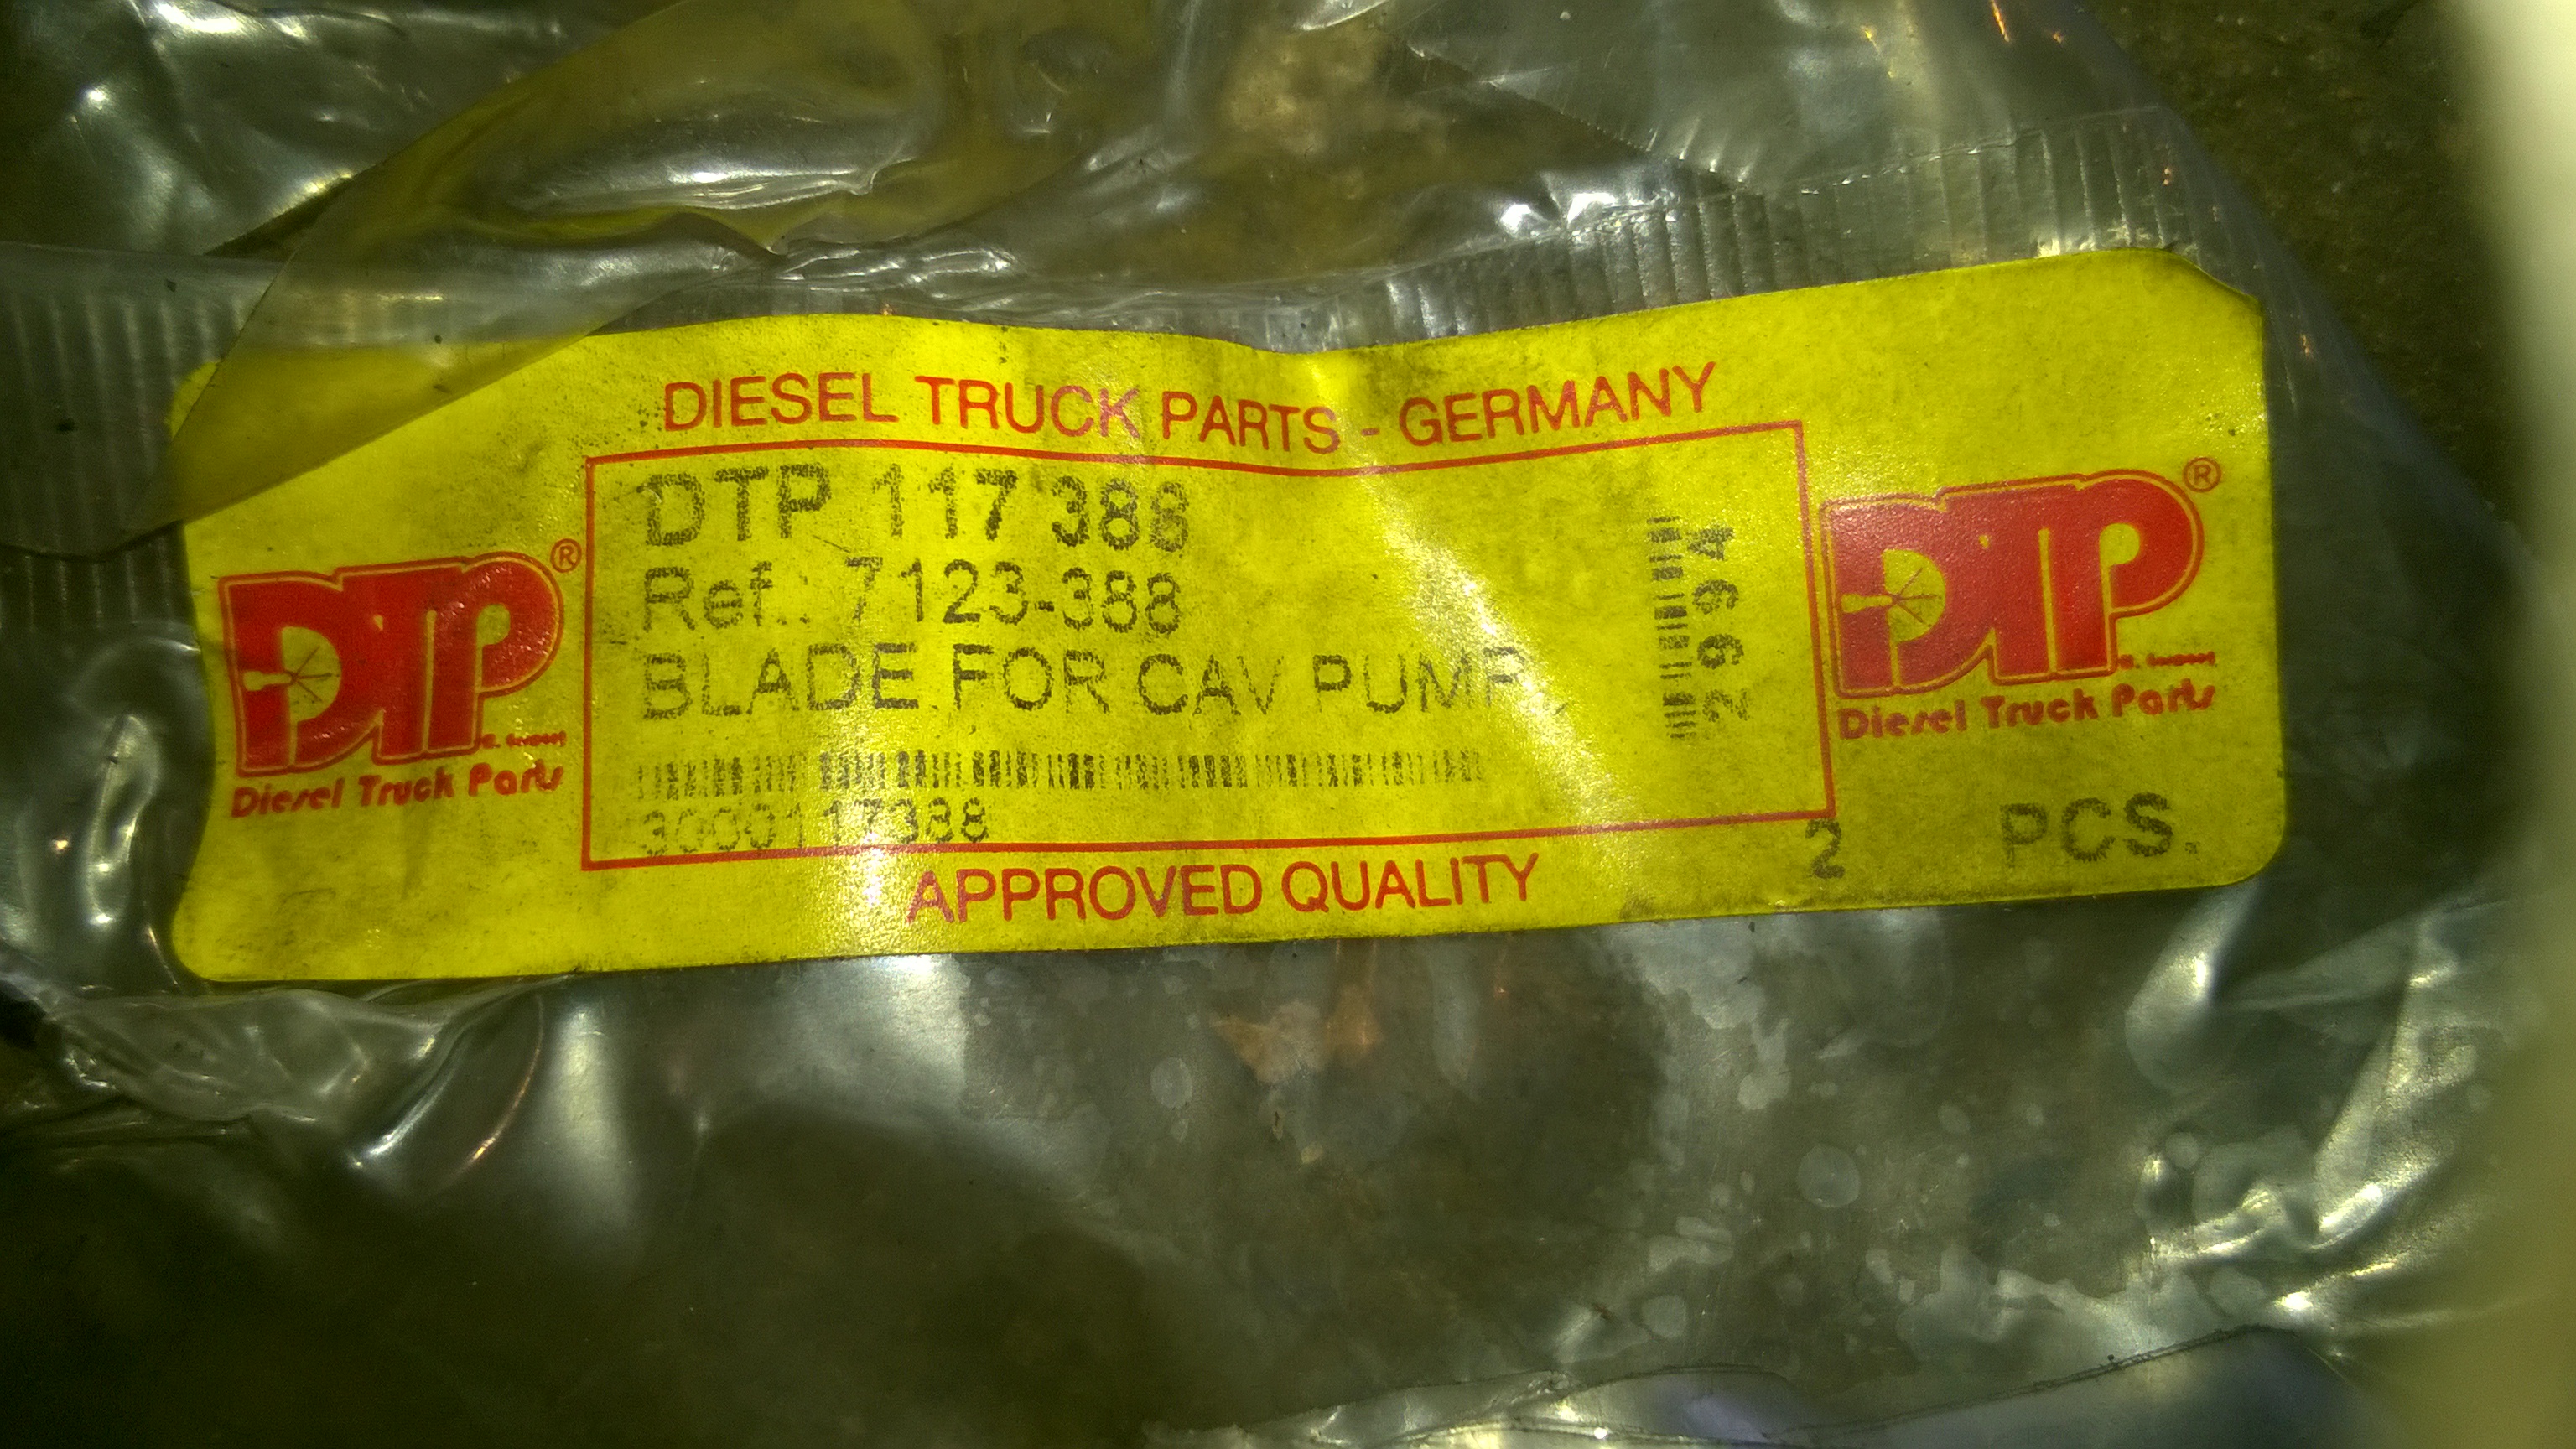 DIESEL TRUCK PARTS - GERMANY
DTP 117 388
Ref.: 7123-388
BLADE FOR CAV PUMP
3000117388
2994
APPROVED QUALITY
DTP ®
Diesel Truck Parts
DTP ®
Diesel Truck Parts
2 PCS.